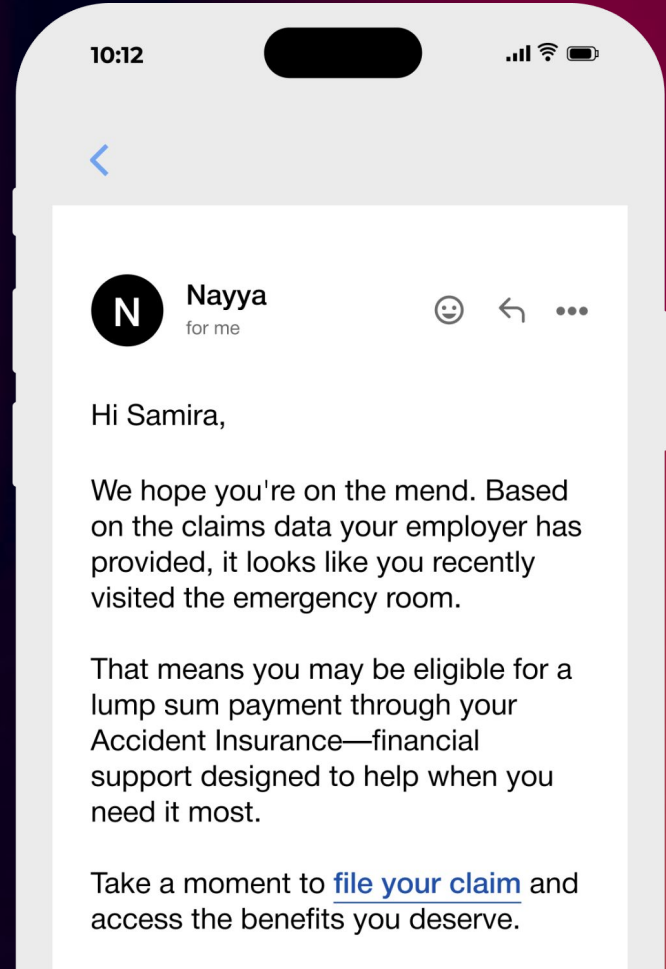 10:12
N
Nayya
for me
Hi Samira,
We hope you're on the mend. Based
on the claims data your employer has
provided, it looks like you recently
visited the emergency room.
That means you may be eligible for a
lump sum payment through your
Accident Insurance—financial
support designed to help when you
need it most.
Take a moment to file your claim and
access the benefits you deserve.